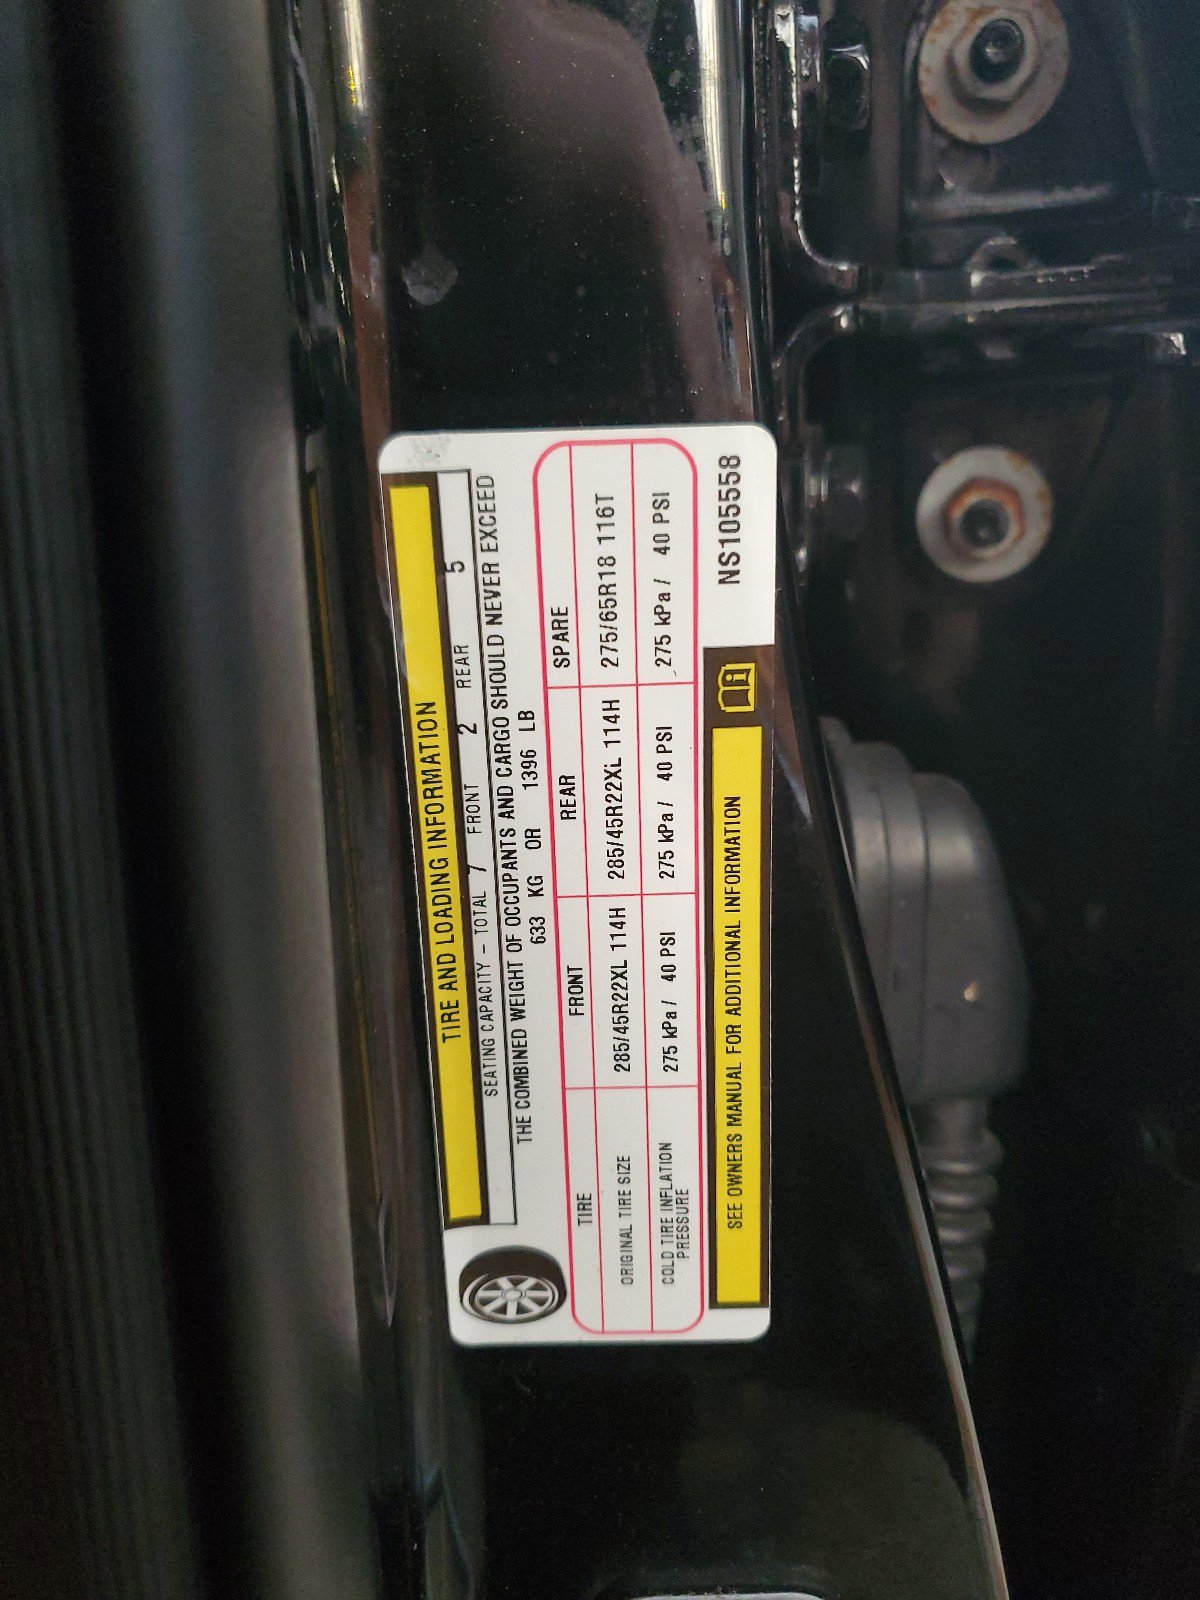 TIRE AND LOADING INFORMATION
SEATING CAPACITY - TOTAL 7 FRONT 2 REAR 5
THE COMBINED WEIGHT OF OCCUPANTS AND CARGO SHOULD NEVER EXCEED
633 KG OR 1396 LB
TIRE FRONT REAR SPARE
ORIGINAL TIRE SIZE 285/45R22XL 114H 285/45R22XL 114H 275/65R18 116T
COLD TIRE INFLATION PRESSURE 275 kPa / 40 PSI 275 kPa / 40 PSI 275 kPa / 40 PSI
SEE OWNERS MANUAL FOR ADDITIONAL INFORMATION
NS105558